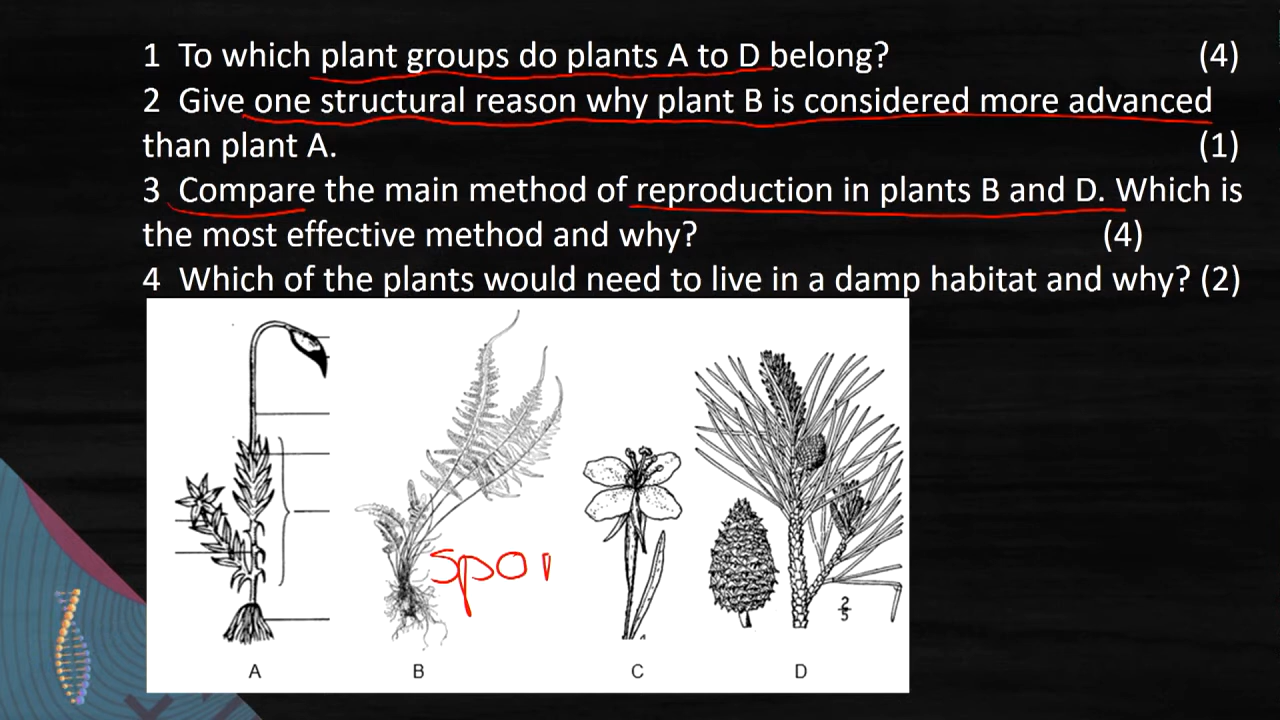 1 To which plant groups do plants A to D belong? (4)
2 Give one structural reason why plant B is considered more advanced
than plant A. (1)
3 Compare the main method of reproduction in plants B and D. Which is
the most effective method and why? (4)
4 Which of the plants would need to live in a damp habitat and why? (2)
spor
2/5
A B C D